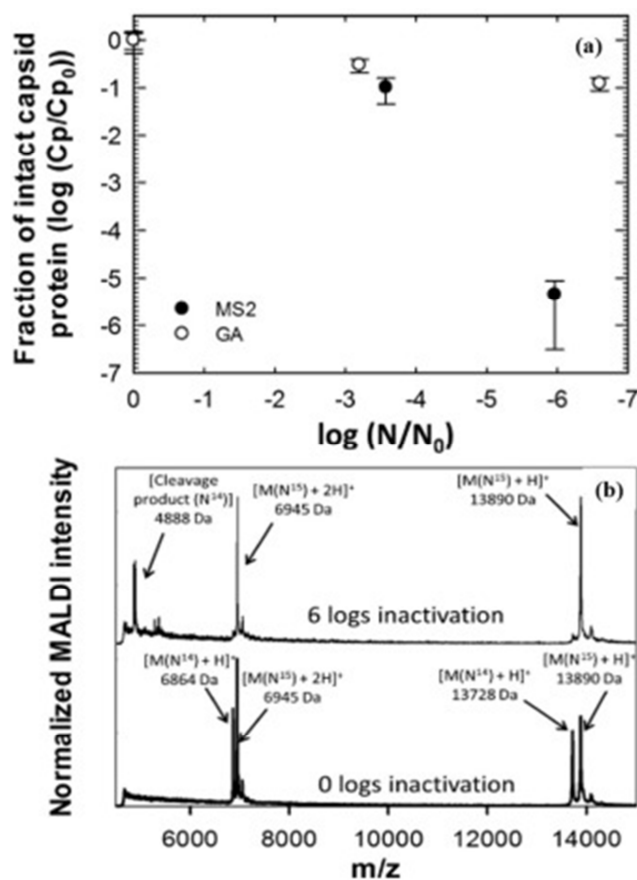 (a)
Fraction of intact capsid
protein (log (Cp/Cp₀))
0
-1
-2
-3
-4
-5
-6
-7
MS2
GA
0 -1 -2 -3 -4 -5 -6 -7
log (N/N₀)
(b)
Normalized MALDI intensity
[Cleavage
product (N¹⁴)]
4888 Da
[M(N¹⁵) + 2H]⁺
6945 Da
[M(N¹⁵) + H]⁺
13890 Da
6 logs inactivation
[M(N¹⁴) + H]⁺
6864 Da
[M(N¹⁵) + 2H]⁺
6945 Da
[M(N¹⁴) + H]⁺
13728 Da
[M(N¹⁵) + H]⁺
13890 Da
0 logs inactivation
6000 8000 10000 12000 14000
m/z